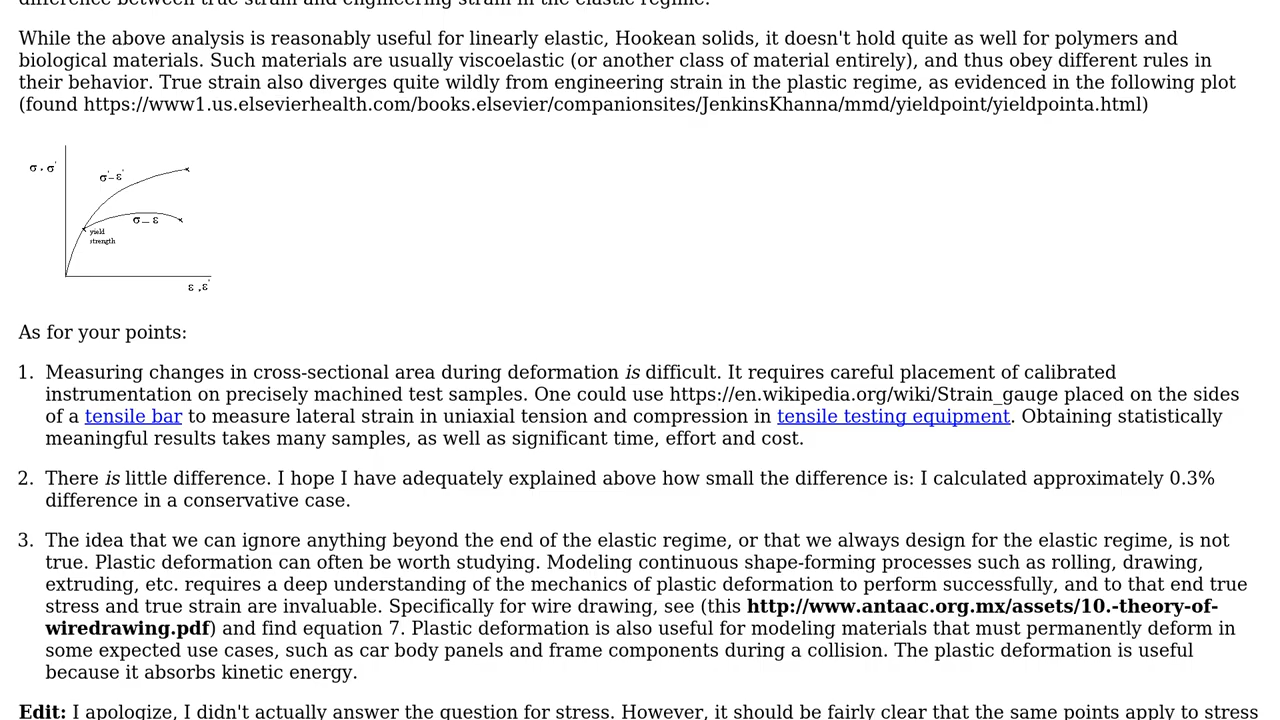 difference between true strain and engineering strain in the elastic regime.
While the above analysis is reasonably useful for linearly elastic, Hookean solids, it doesn't hold quite as well for polymers and
biological materials. Such materials are usually viscoelastic (or another class of material entirely), and thus obey different rules in
their behavior. True strain also diverges quite wildly from engineering strain in the plastic regime, as evidenced in the following plot
(found https://www1.us.elsevierhealth.com/books.elsevier/companionsites/JenkinsKhanna/mmd/yieldpoint/yieldpointa.html)
σ , σ'
σ'– ε'
σ – ε
yield
strength
ε , ε'
As for your points:
1. Measuring changes in cross-sectional area during deformation is difficult. It requires careful placement of calibrated
instrumentation on precisely machined test samples. One could use https://en.wikipedia.org/wiki/Strain_gauge placed on the sides
of a tensile bar to measure lateral strain in uniaxial tension and compression in tensile testing equipment. Obtaining statistically
meaningful results takes many samples, as well as significant time, effort and cost.
2. There is little difference. I hope I have adequately explained above how small the difference is: I calculated approximately 0.3%
difference in a conservative case.
3. The idea that we can ignore anything beyond the end of the elastic regime, or that we always design for the elastic regime, is not
true. Plastic deformation can often be worth studying. Modeling continuous shape-forming processes such as rolling, drawing,
extruding, etc. requires a deep understanding of the mechanics of plastic deformation to perform successfully, and to that end true
stress and true strain are invaluable. Specifically for wire drawing, see (this http://www.antaac.org.mx/assets/10.-theory-of-
wiredrawing.pdf) and find equation 7. Plastic deformation is also useful for modeling materials that must permanently deform in
some expected use cases, such as car body panels and frame components during a collision. The plastic deformation is useful
because it absorbs kinetic energy.
Edit: I apologize, I didn't actually answer the question for stress. However, it should be fairly clear that the same points apply to stress